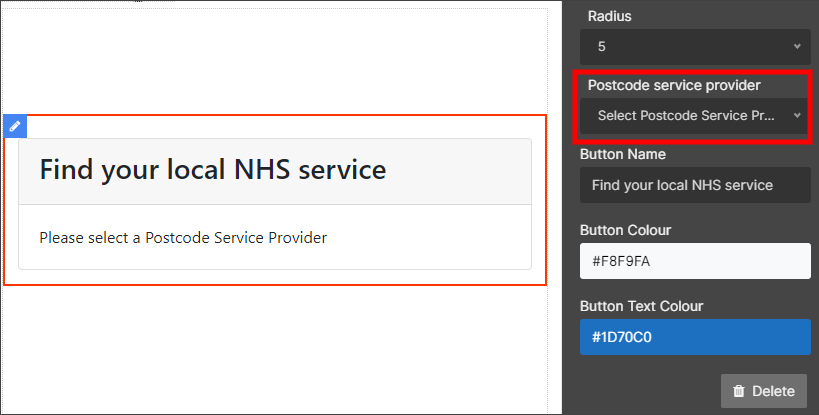 Find your local NHS service
Please select a Postcode Service Provider
Radius
5
Postcode service provider
Select Postcode Service Pr...
Button Name
Find your local NHS service
Button Colour
#F8F9FA
Button Text Colour
#1D70C0
Delete